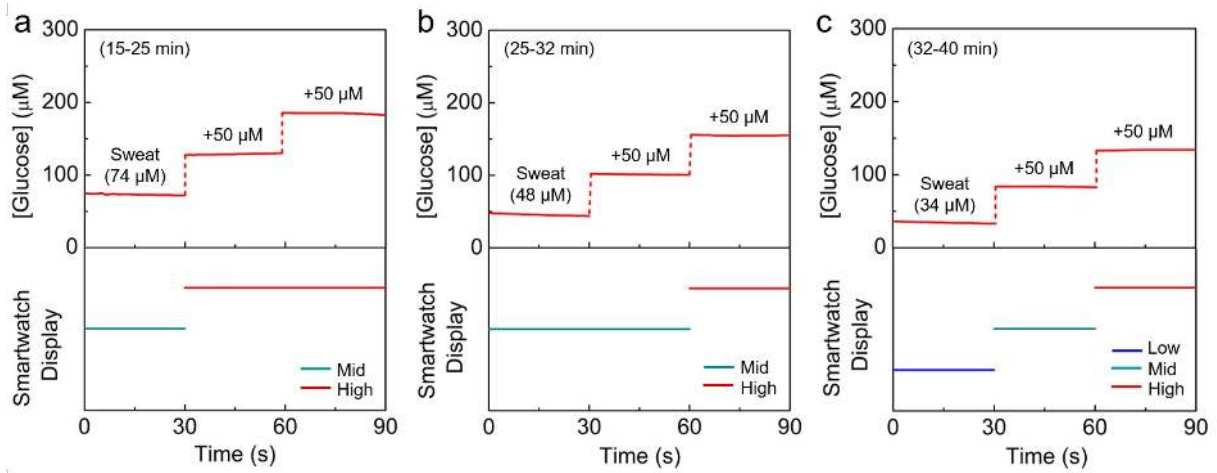 a
(15-25 min)
[Glucose] (μM)
300
200
100
0
Sweat
(74 μM)
+50 μM
+50 μM
Smartwatch
Display
Mid
High
0
30
60
90
Time (s)
b
(25-32 min)
[Glucose] (μM)
300
200
100
0
Sweat
(48 μM)
+50 μM
+50 μM
Smartwatch
Display
Mid
High
0
30
60
90
Time (s)
c
(32-40 min)
[Glucose] (μM)
300
200
100
0
Sweat
(34 μM)
+50 μM
+50 μM
Smartwatch
Display
Low
Mid
High
0
30
60
90
Time (s)